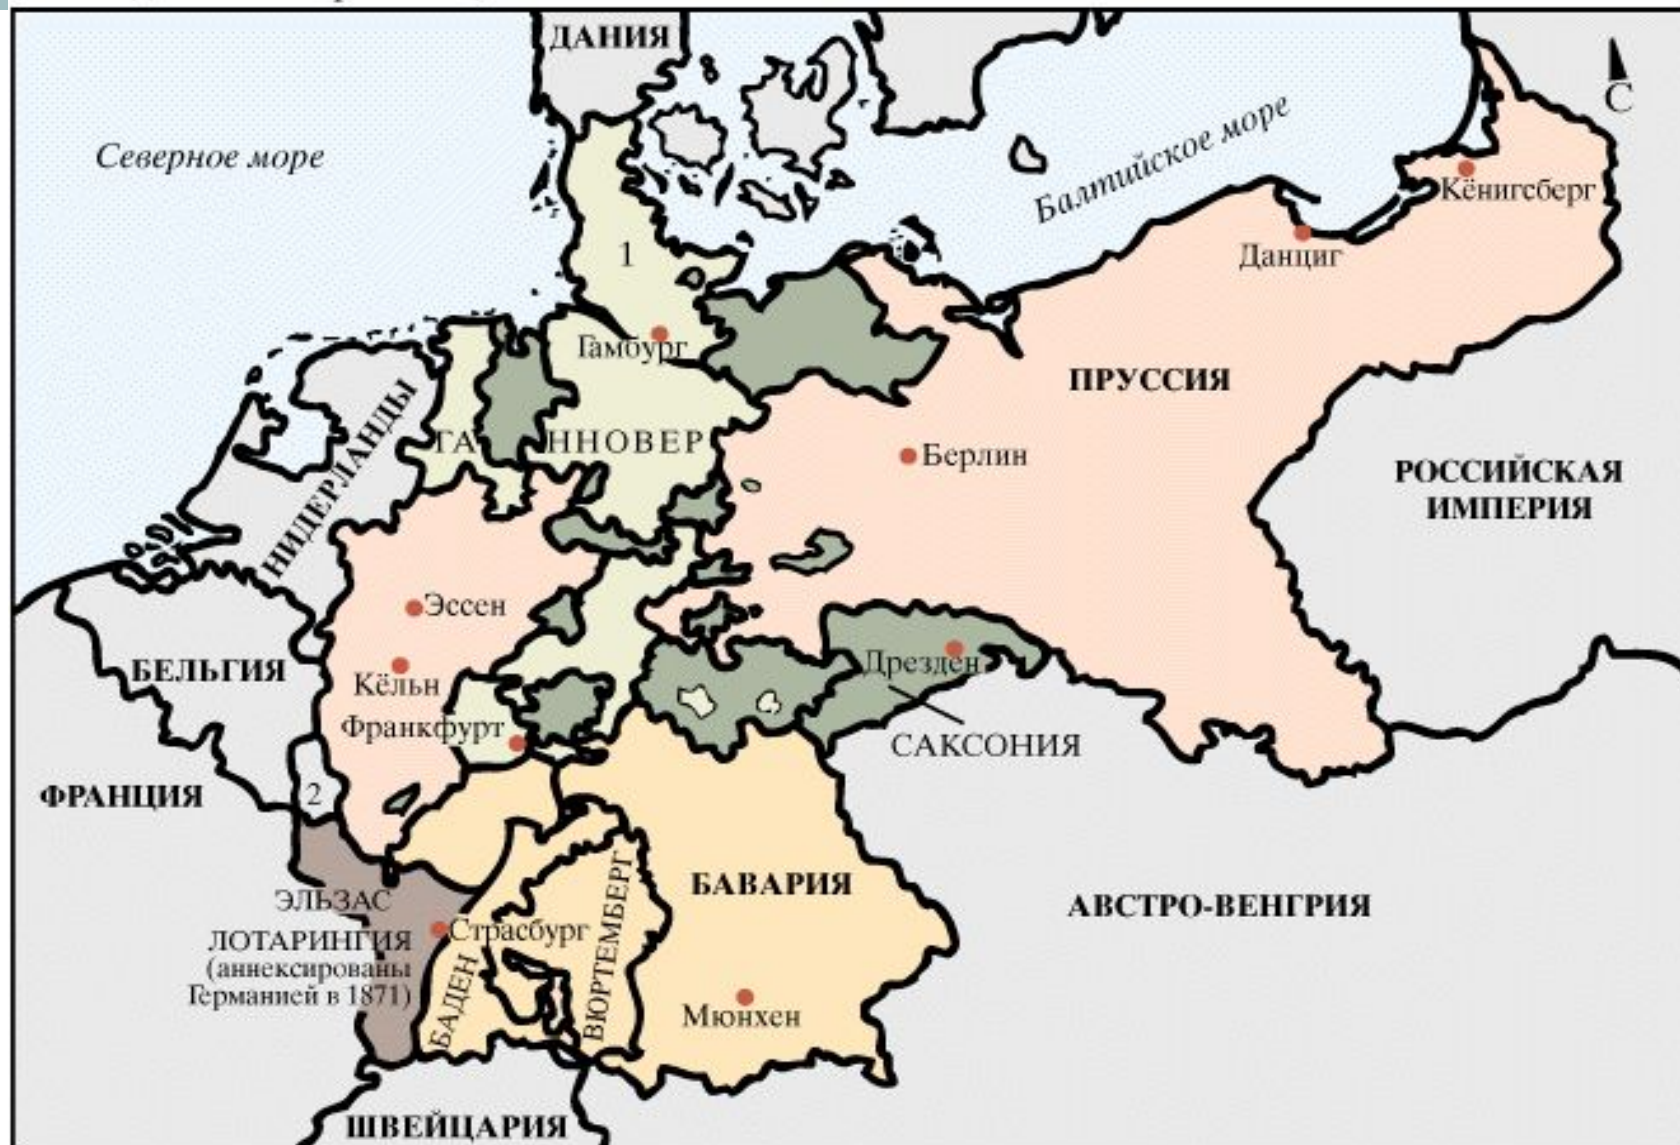 ДАНИЯ
С
Северное море
Балтийское море
Кёнигсберг
1
Данциг
Гамбург
ПРУССИЯ
НИДЕРЛАНДЫ
ГАННОВЕР
Берлин
РОССИЙСКАЯ
ИМПЕРИЯ
Эссен
БЕЛЬГИЯ
Кёльн
Дрезден
Франкфурт
САКСОНИЯ
ФРАНЦИЯ
2
БАВАРИЯ
ЭЛЬЗАС
АВСТРО-ВЕНГРИЯ
Страсбург
ЛОТАРИНГИЯ
(аннексированы
Германией в 1871)
БАДЕН
ВЮРТЕМБЕРГ
Мюнхен
ШВЕЙЦАРИЯ